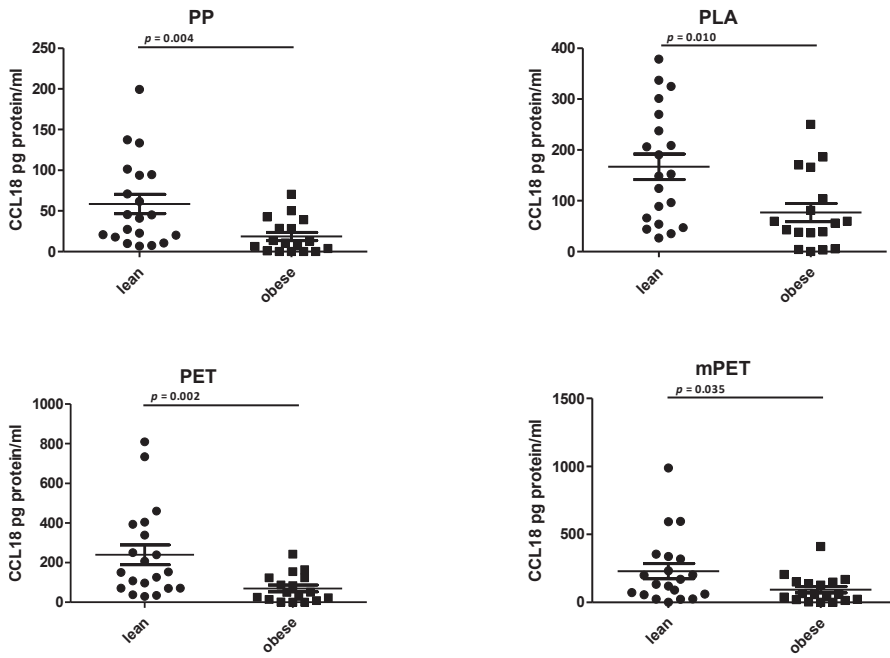 PP
p = 0.004
CCL18 pg protein/ml
250
200
150
100
50
0
lean
obese
PLA
p = 0.010
CCL18 pg protein/ml
400
300
200
100
0
lean
obese
PET
p = 0.002
CCL18 pg protein/ml
1000
800
600
400
200
0
lean
obese
mPET
p = 0.035
CCL18 pg protein/ml
1500
1000
500
0
lean
obese